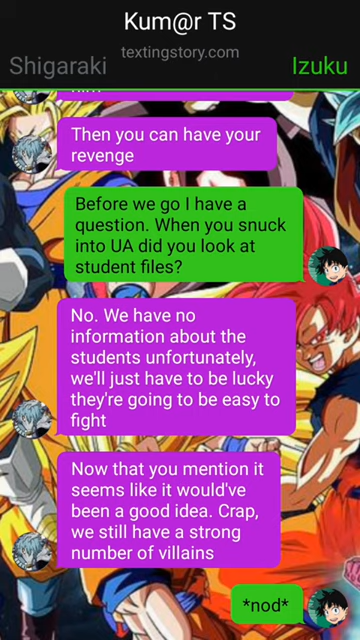 Kum@r TS
textingstory.com
Shigaraki
Izuku
Then you can have your
revenge
Before we go I have a
question. When you snuck
into UA did you look at
student files?
No. We have no
information about the
students unfortunately,
we'll just have to be lucky
they're going to be easy to
fight
Now that you mention it
seems like it would've
been a good idea. Crap,
we still have a strong
number of villains
*nod*